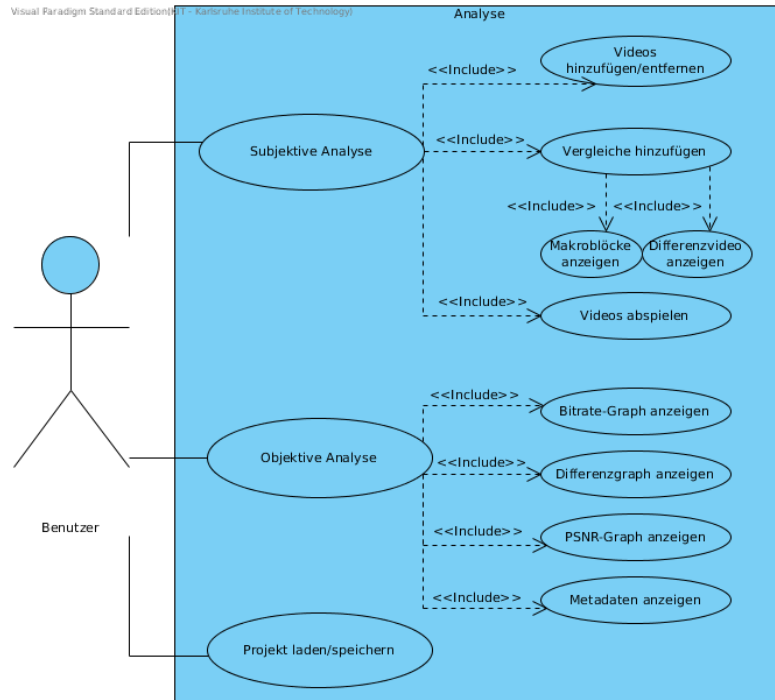 Visual Paradigm Standard Edition(KIT - Karlsruhe Institute of Technology)
Analyse
Videos
hinzufügen/entfernen
<<Include>>
Subjektive Analyse
<<Include>>
Vergleiche hinzufügen
<<Include>>
<<Include>>
Makroblöcke
anzeigen
Differenzvideo
anzeigen
<<Include>>
Videos abspielen
<<Include>>
Bitrate-Graph anzeigen
Objektive Analyse
<<Include>>
Differenzgraph anzeigen
Benutzer
<<Include>>
PSNR-Graph anzeigen
<<Include>>
Metadaten anzeigen
Projekt laden/speichern